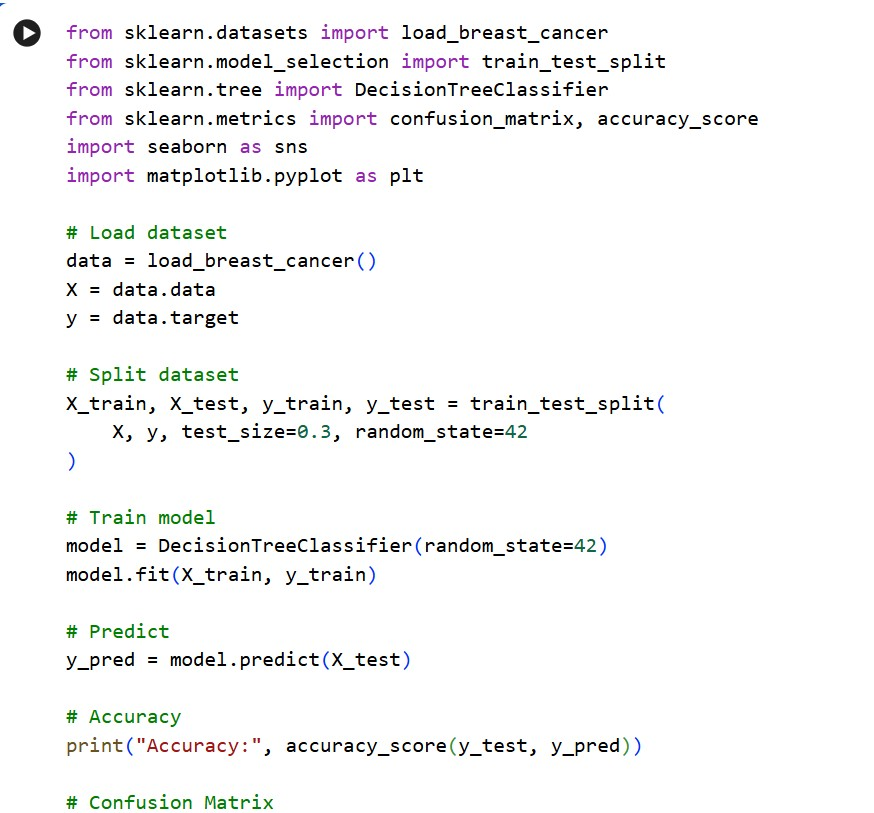 from sklearn.datasets import load_breast_cancer
from sklearn.model_selection import train_test_split
from sklearn.tree import DecisionTreeClassifier
from sklearn.metrics import confusion_matrix, accuracy_score
import seaborn as sns
import matplotlib.pyplot as plt

# Load dataset
data = load_breast_cancer()
X = data.data
y = data.target

# Split dataset
X_train, X_test, y_train, y_test = train_test_split(
    X, y, test_size=0.3, random_state=42
)

# Train model
model = DecisionTreeClassifier(random_state=42)
model.fit(X_train, y_train)

# Predict
y_pred = model.predict(X_test)

# Accuracy
print("Accuracy:", accuracy_score(y_test, y_pred))

# Confusion Matrix